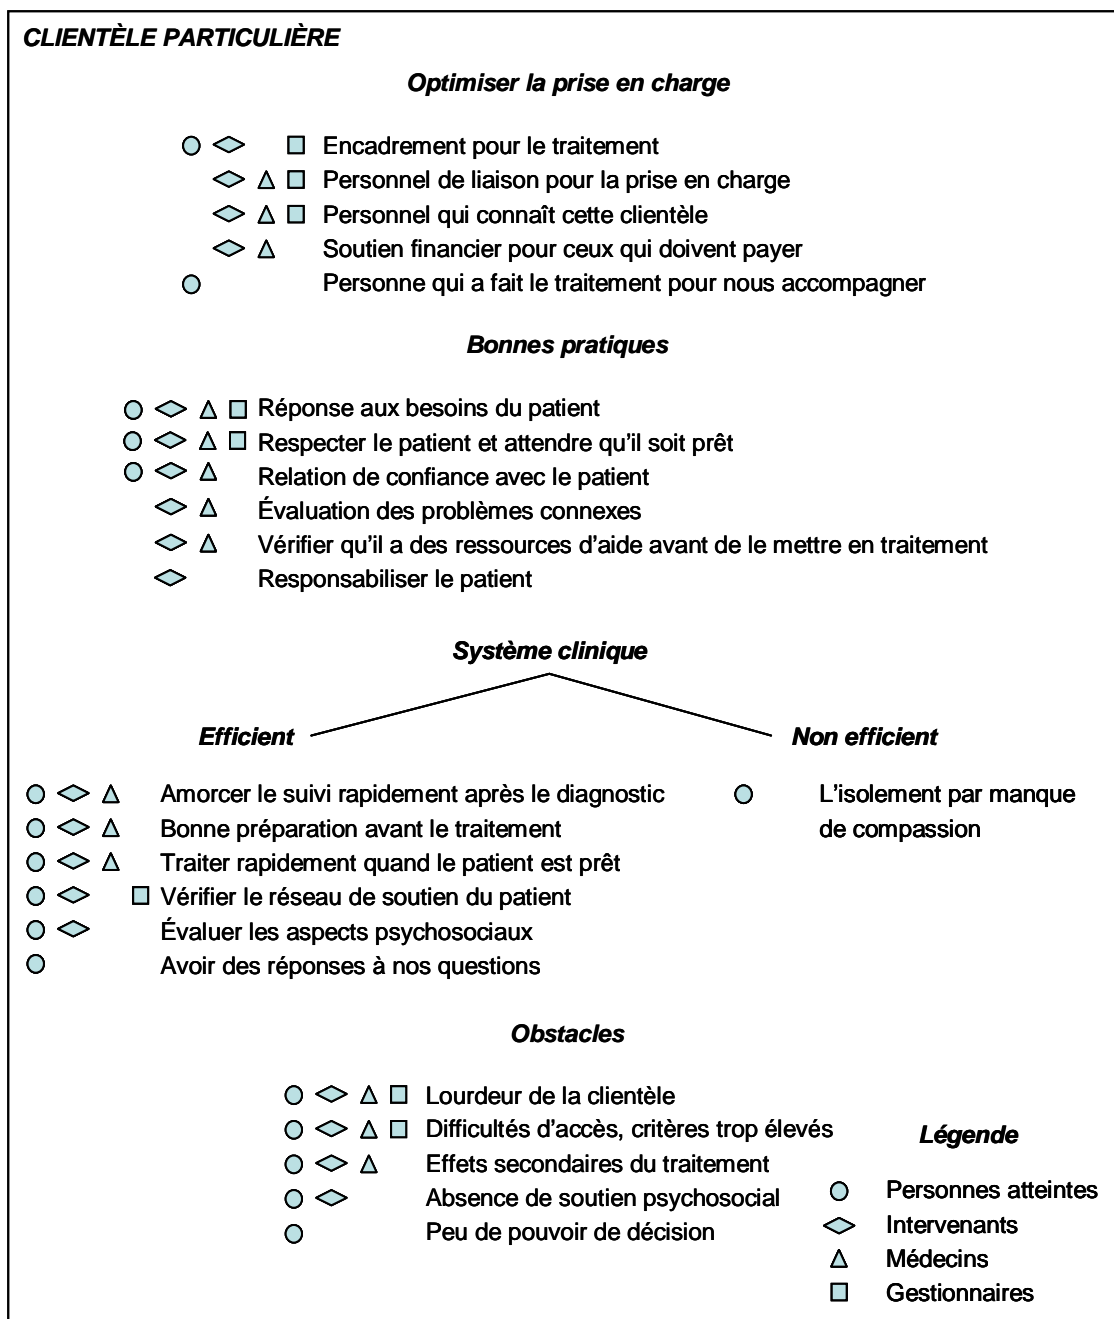 CLIENTÈLE PARTICULIÈRE
Optimiser la prise en charge
Encadrement pour le traitement
Personnel de liaison pour la prise en charge
Personnel qui connaît cette clientèle
Soutien financier pour ceux qui doivent payer
Personne qui a fait le traitement pour nous accompagner
Bonnes pratiques
Réponse aux besoins du patient
Respecter le patient et attendre qu'il soit prêt
Relation de confiance avec le patient
Évaluation des problèmes connexes
Vérifier qu'il a des ressources d'aide avant de le mettre en traitement
Responsabiliser le patient
Système clinique
Efficient
Non efficient
Amorcer le suivi rapidement après le diagnostic
Bonne préparation avant le traitement
Traiter rapidement quand le patient est prêt
Vérifier le réseau de soutien du patient
Évaluer les aspects psychosociaux
Avoir des réponses à nos questions
L'isolement par manque
de compassion
Obstacles
Lourdeur de la clientèle
Difficultés d'accès, critères trop élevés
Effets secondaires du traitement
Absence de soutien psychosocial
Peu de pouvoir de décision
Légende
Personnes atteintes
Intervenants
Médecins
Gestionnaires